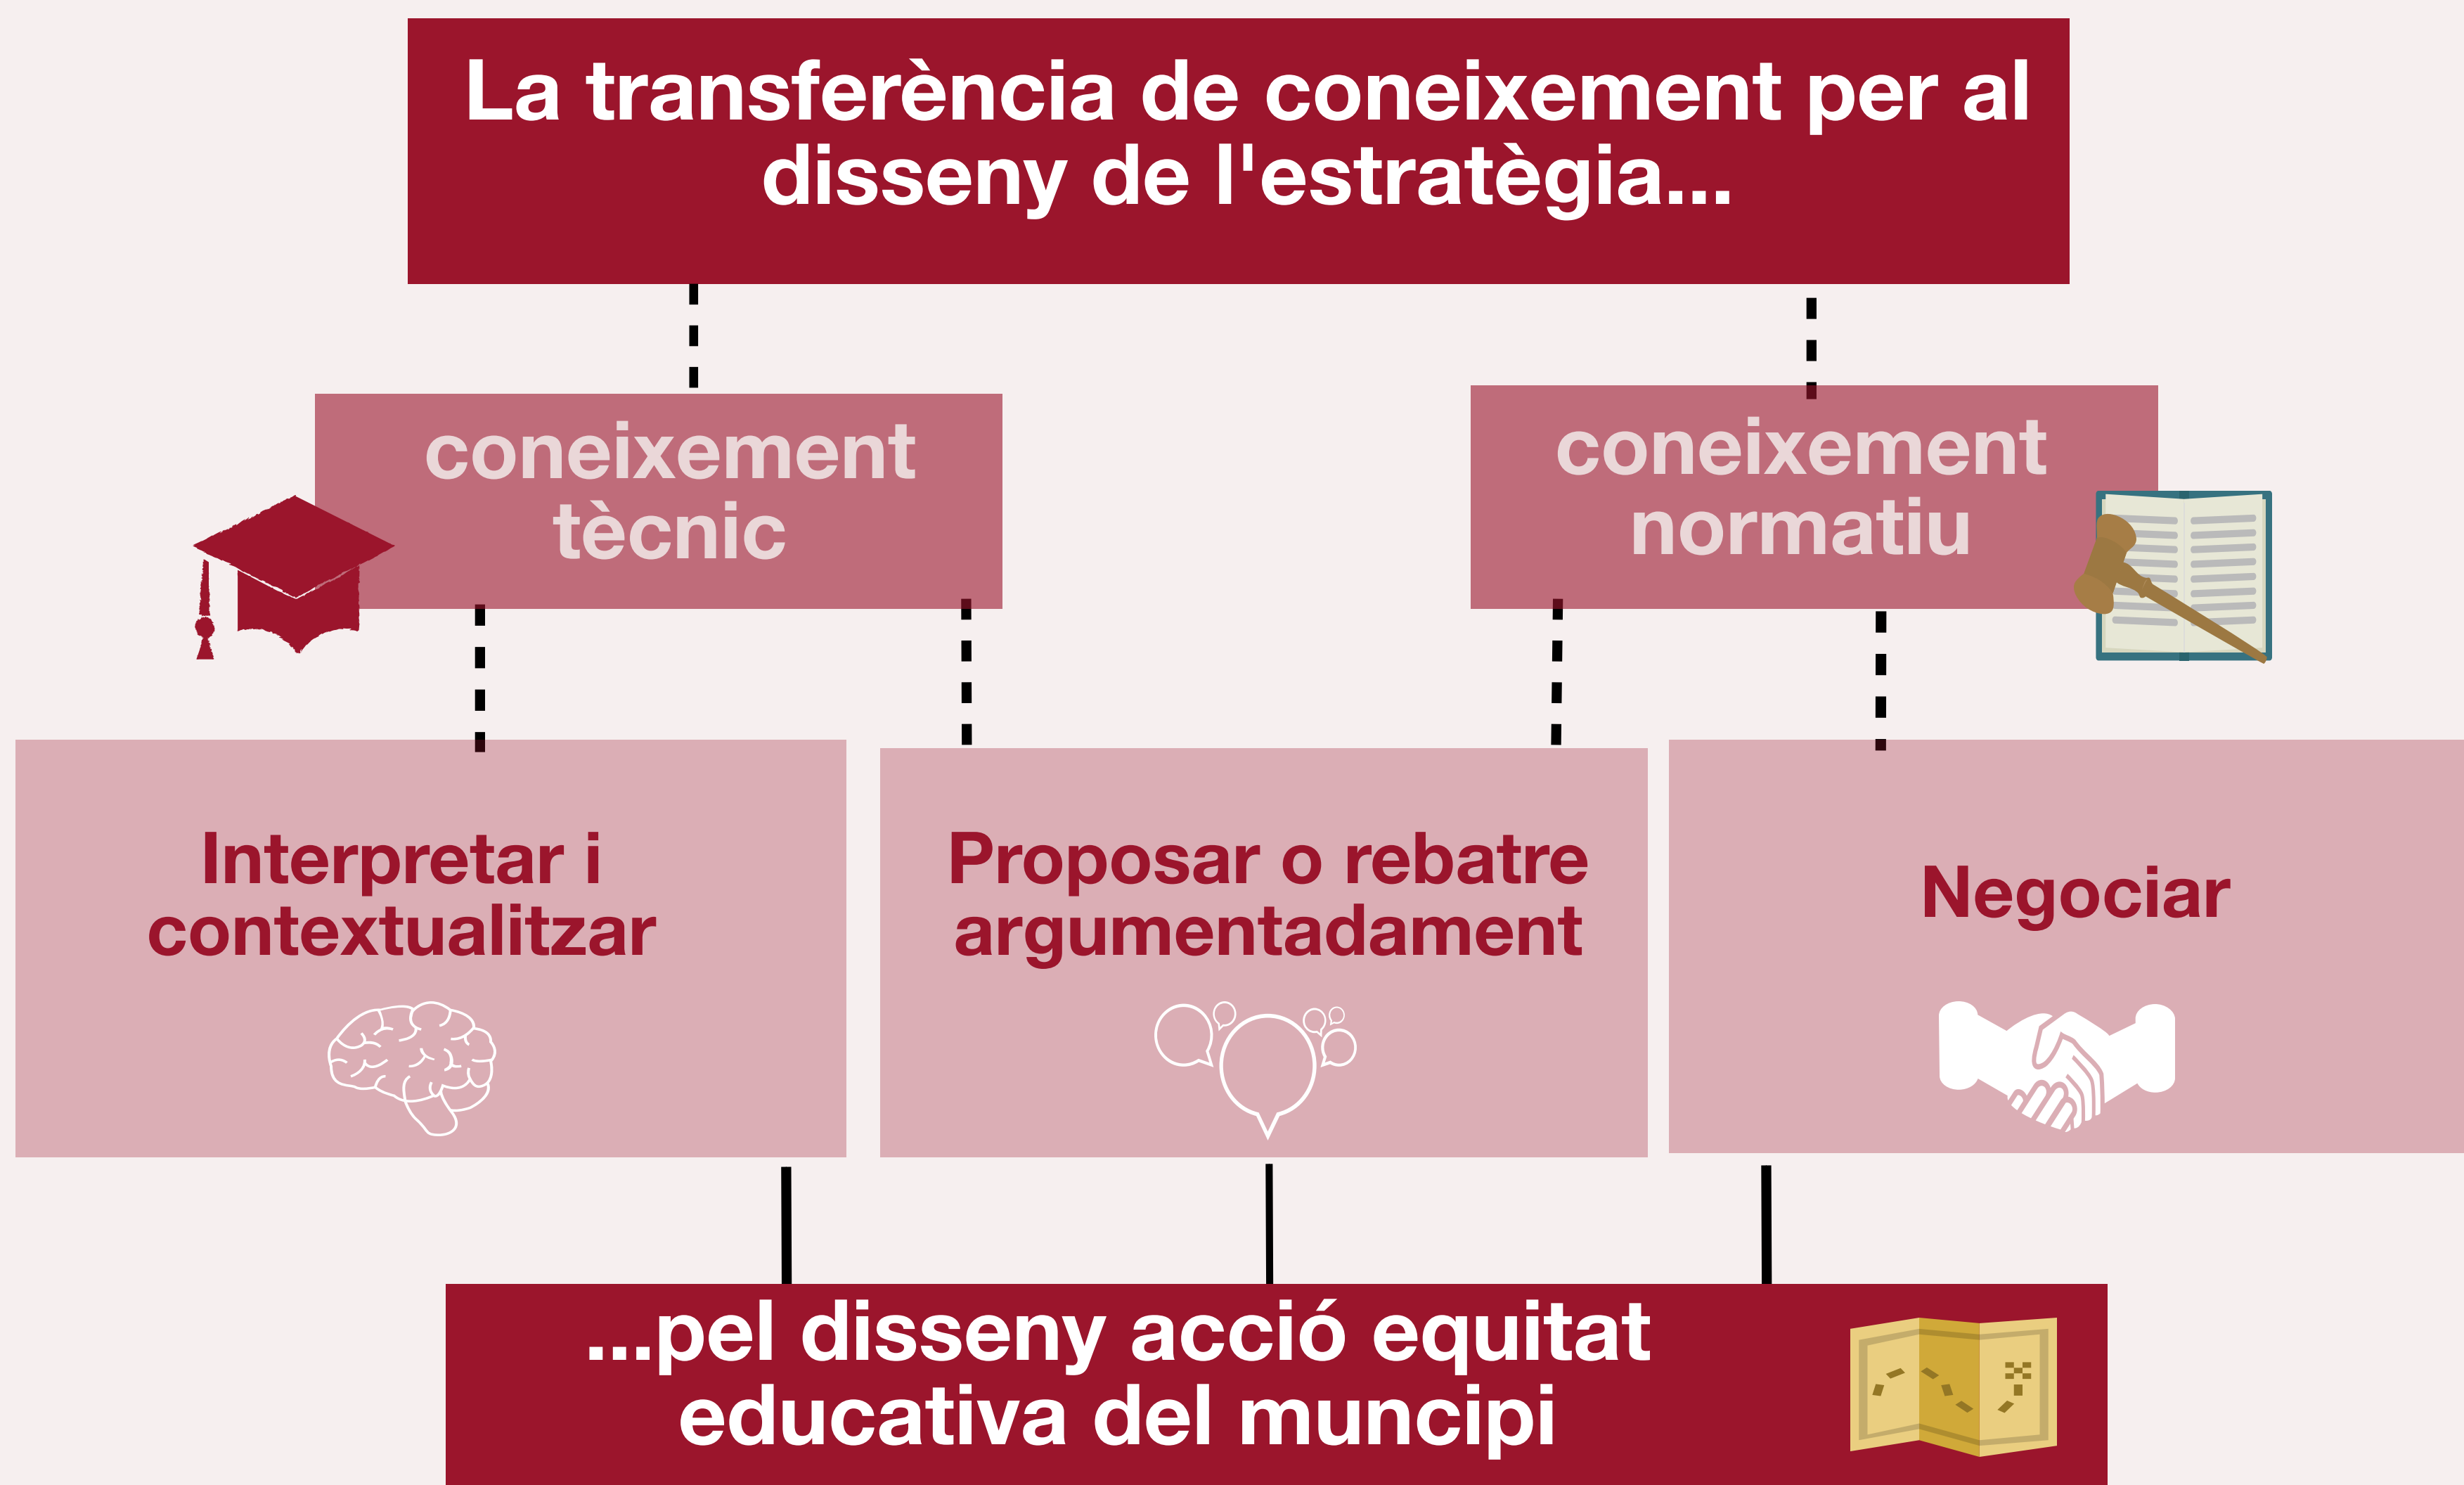 La transferència de coneixement per al
disseny de l'estratègia...
coneixement
tècnic
coneixement
normatiu
Interpretar i
contextualitzar
Proposar o rebatre
argumentadament
Negociar
...pel disseny acció equitat
educativa del muncipi